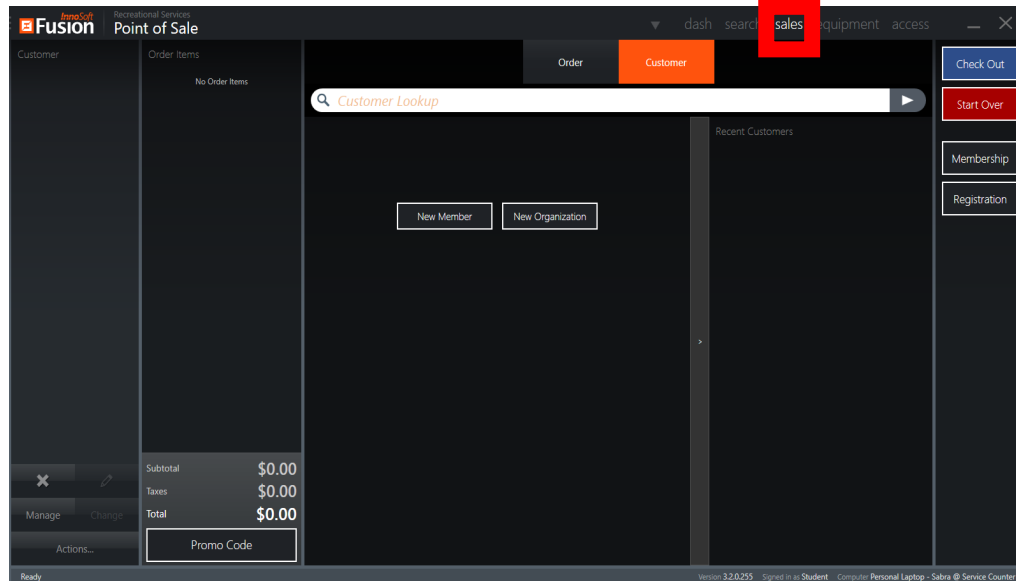 InnoSoft
Fusion
Recreational Services
Point of Sale
dash search sales equipment access
Customer
Order Items
No Order Items
Order
Customer
Customer Lookup
Recent Customers
New Member
New Organization
Check Out
Start Over
Membership
Registration
Manage
Change
Actions...
Subtotal $0.00
Taxes $0.00
Total $0.00
Promo Code
Ready
Version 3.2.0.255 Signed in as Student Computer Personal Laptop - Sabra @ Service Counter